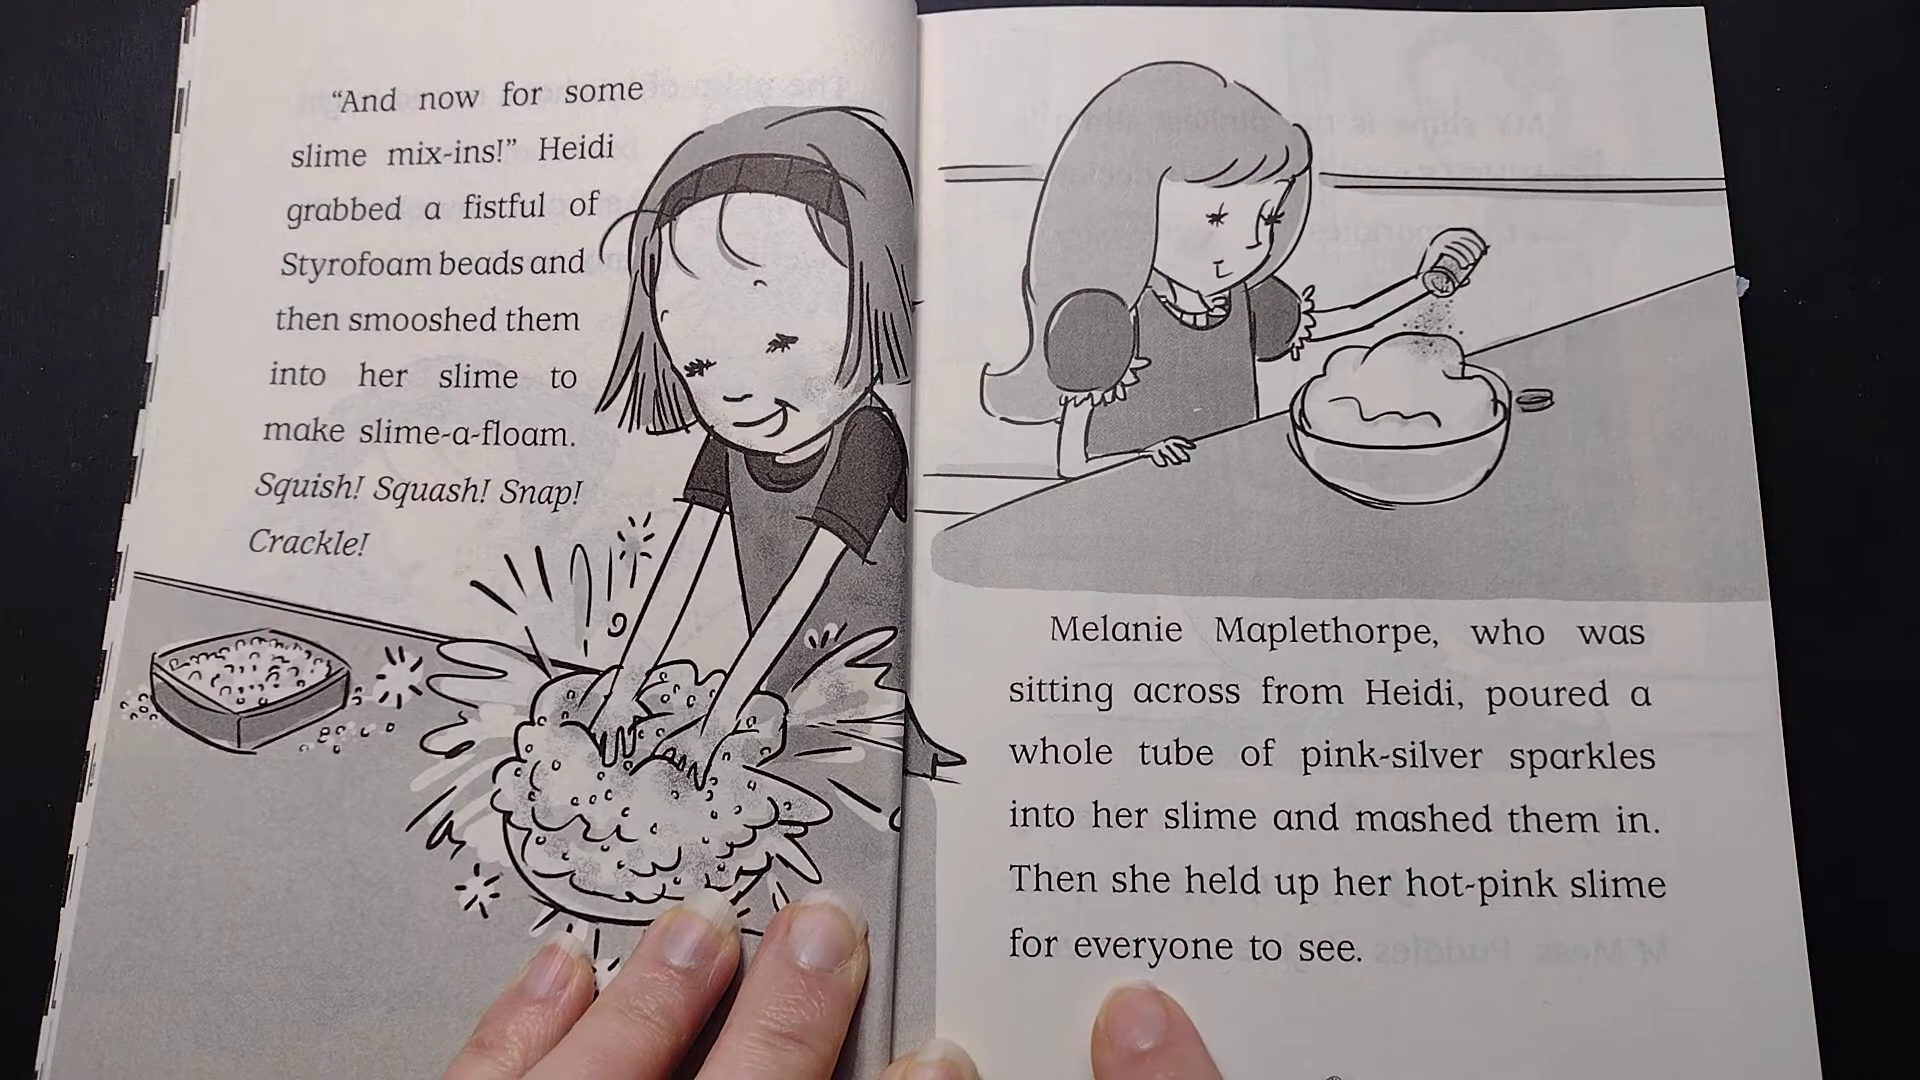 “And now for some
slime mix-ins!” Heidi
grabbed a fistful of
Styrofoam beads and
then smooshed them
into her slime to
make slime-a-floam.
Squish! Squash! Snap!
Crackle!
Melanie Maplethorpe, who was
sitting across from Heidi, poured a
whole tube of pink-silver sparkles
into her slime and mashed them in.
Then she held up her hot-pink slime
for everyone to see.